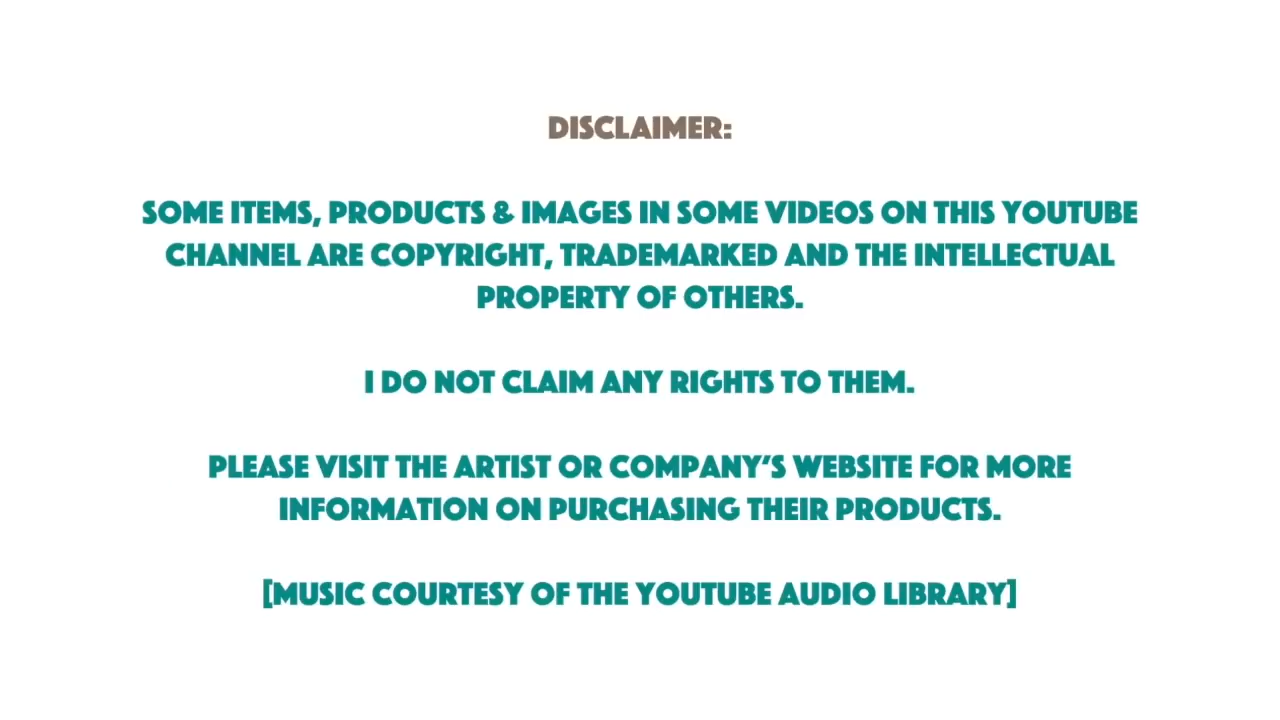 DISCLAIMER:
SOME ITEMS, PRODUCTS & IMAGES IN SOME VIDEOS ON THIS YOUTUBE
CHANNEL ARE COPYRIGHT, TRADEMARKED AND THE INTELLECTUAL
PROPERTY OF OTHERS.
I DO NOT CLAIM ANY RIGHTS TO THEM.
PLEASE VISIT THE ARTIST OR COMPANY'S WEBSITE FOR MORE
INFORMATION ON PURCHASING THEIR PRODUCTS.
[MUSIC COURTESY OF THE YOUTUBE AUDIO LIBRARY]